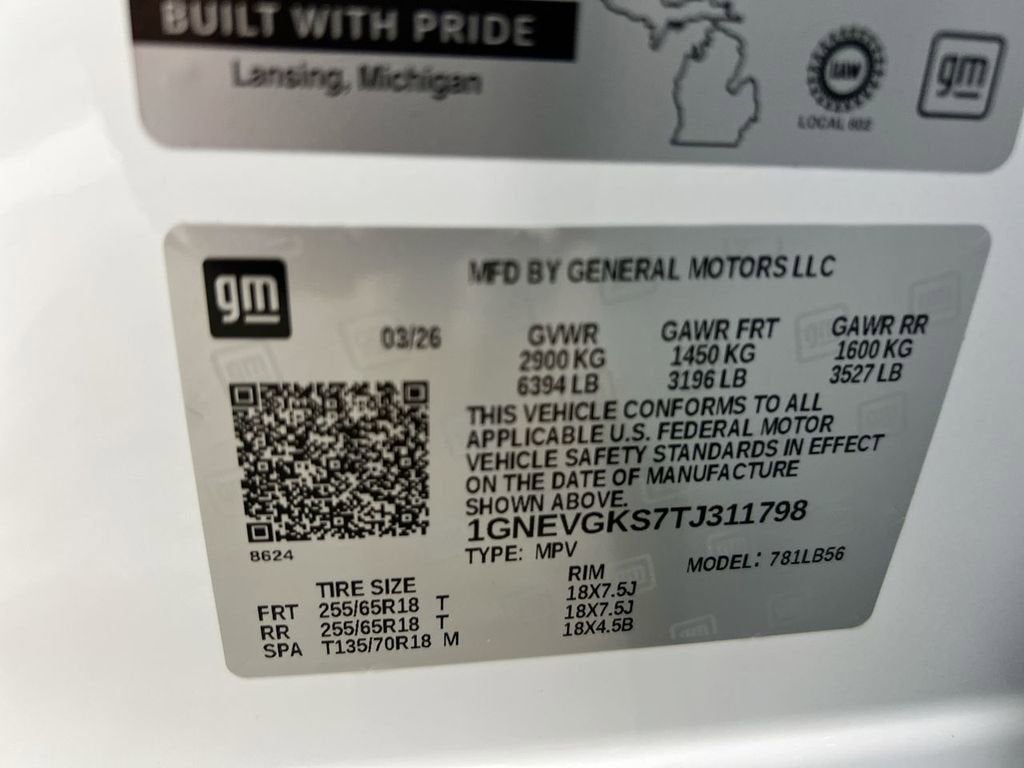 BUILT WITH PRIDE
Lansing, Michigan
UAW
LOCAL 602
gm
gm
MFD BY GENERAL MOTORS LLC
03/26 GVWR GAWR FRT GAWR RR
2900 KG 1450 KG 1600 KG
6394 LB 3196 LB 3527 LB
THIS VEHICLE CONFORMS TO ALL
APPLICABLE U.S. FEDERAL MOTOR
VEHICLE SAFETY STANDARDS IN EFFECT
ON THE DATE OF MANUFACTURE
SHOWN ABOVE.
1GNEVGKS7TJ311798
8624
TYPE: MPV MODEL: 781LB56
TIRE SIZE RIM
FRT 255/65R18 T 18X7.5J
RR 255/65R18 T 18X7.5J
SPA T135/70R18 M 18X4.5B